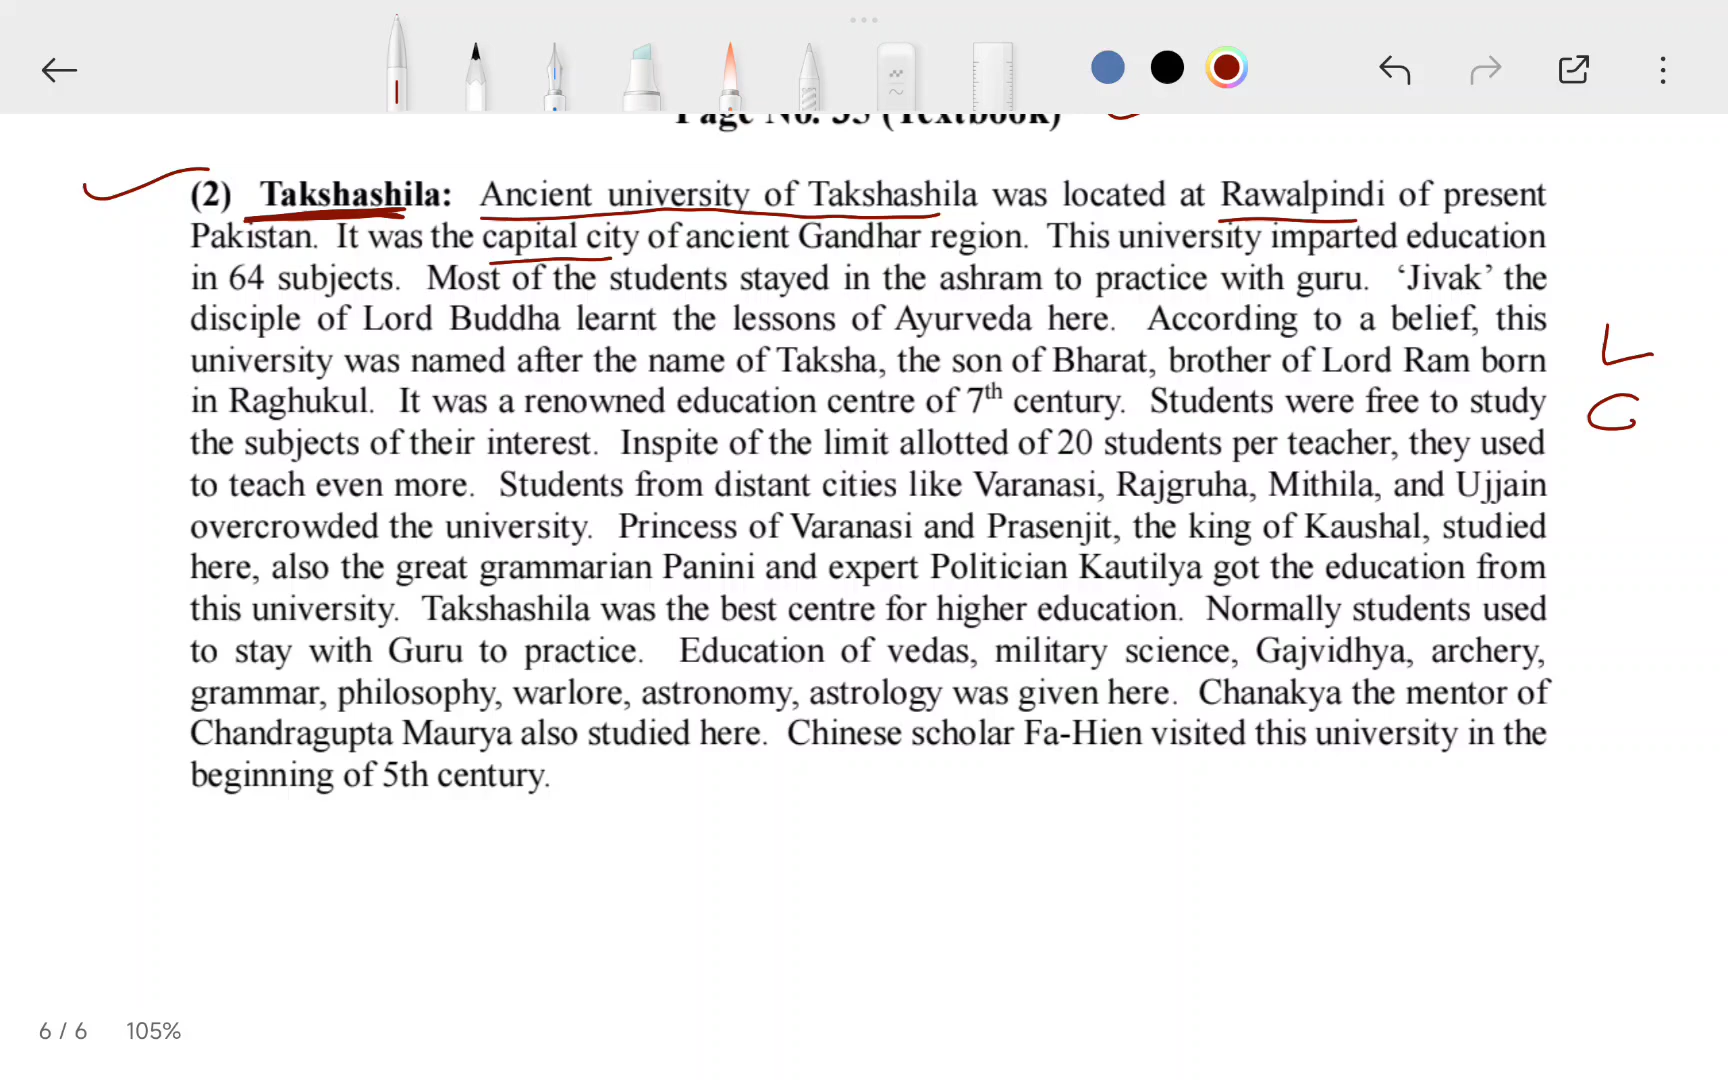 Page No. 35 (Textbook)
(2) Takshashila: Ancient university of Takshashila was located at Rawalpindi of present
Pakistan. It was the capital city of ancient Gandhar region. This university imparted education
in 64 subjects. Most of the students stayed in the ashram to practice with guru. ‘Jivak’ the
disciple of Lord Buddha learnt the lessons of Ayurveda here. According to a belief, this
university was named after the name of Taksha, the son of Bharat, brother of Lord Ram born
in Raghukul. It was a renowned education centre of 7th century. Students were free to study
the subjects of their interest. Inspite of the limit allotted of 20 students per teacher, they used
to teach even more. Students from distant cities like Varanasi, Rajgruha, Mithila, and Ujjain
overcrowded the university. Princess of Varanasi and Prasenjit, the king of Kaushal, studied
here, also the great grammarian Panini and expert Politician Kautilya got the education from
this university. Takshashila was the best centre for higher education. Normally students used
to stay with Guru to practice. Education of vedas, military science, Gajvidhya, archery,
grammar, philosophy, warlore, astronomy, astrology was given here. Chanakya the mentor of
Chandragupta Maurya also studied here. Chinese scholar Fa-Hien visited this university in the
beginning of 5th century.
L
G
6 / 6 105%